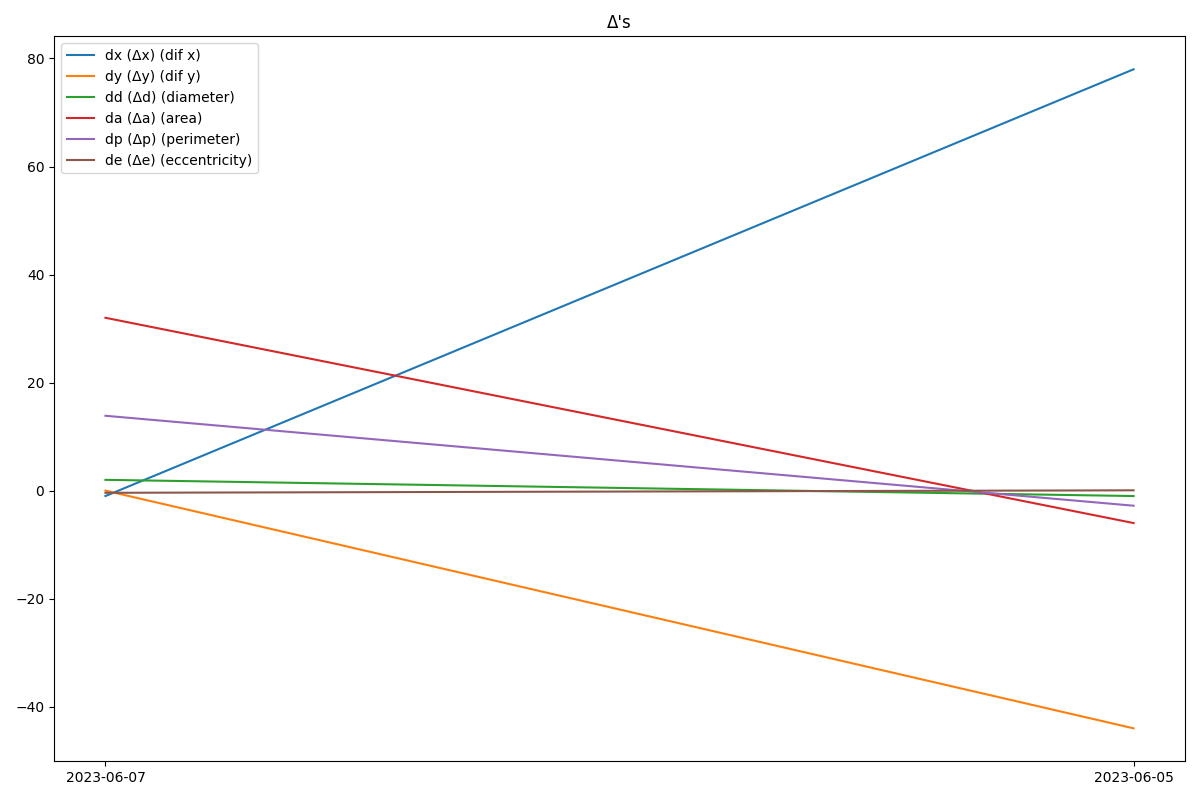 Δ's
dx (Δx) (dif x)
dy (Δy) (dif y)
dd (Δd) (diameter)
da (Δa) (area)
dp (Δp) (perimeter)
de (Δe) (eccentricity)
80
60
40
20
0
−20
−40
2023-06-07 2023-06-05